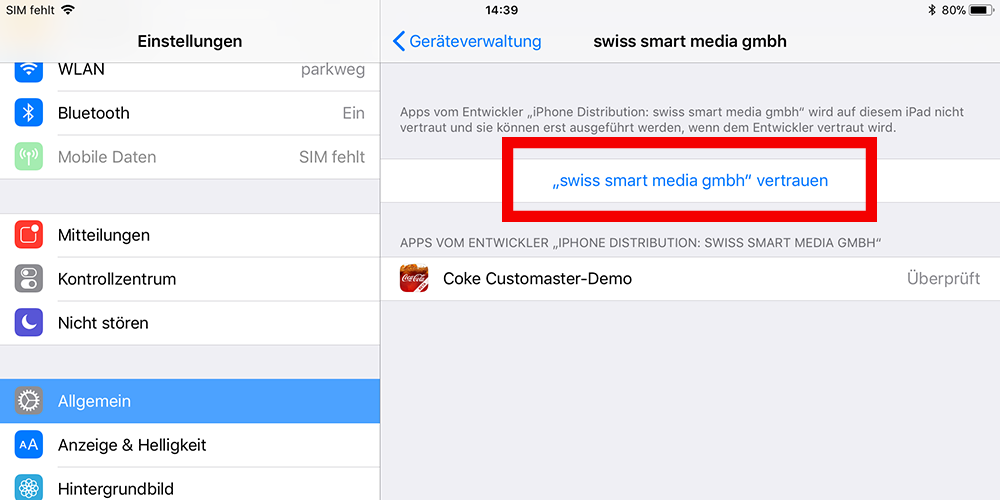 SIM fehlt
14:39
80%
Einstellungen
WLAN
parkweg
Bluetooth
Ein
Mobile Daten
SIM fehlt
Mitteilungen
Kontrollzentrum
Nicht stören
Allgemein
AA
Anzeige & Helligkeit
Hintergrundbild
Geräteverwaltung
swiss smart media gmbh
Apps vom Entwickler „iPhone Distribution: swiss smart media gmbh“ wird auf diesem iPad nicht
vertraut und sie können erst ausgeführt werden, wenn dem Entwickler vertraut wird.
„swiss smart media gmbh“ vertrauen
APPS VOM ENTWICKLER „IPHONE DISTRIBUTION: SWISS SMART MEDIA GMBH“
Coca-Cola
Coke Customaster-Demo
Überprüft